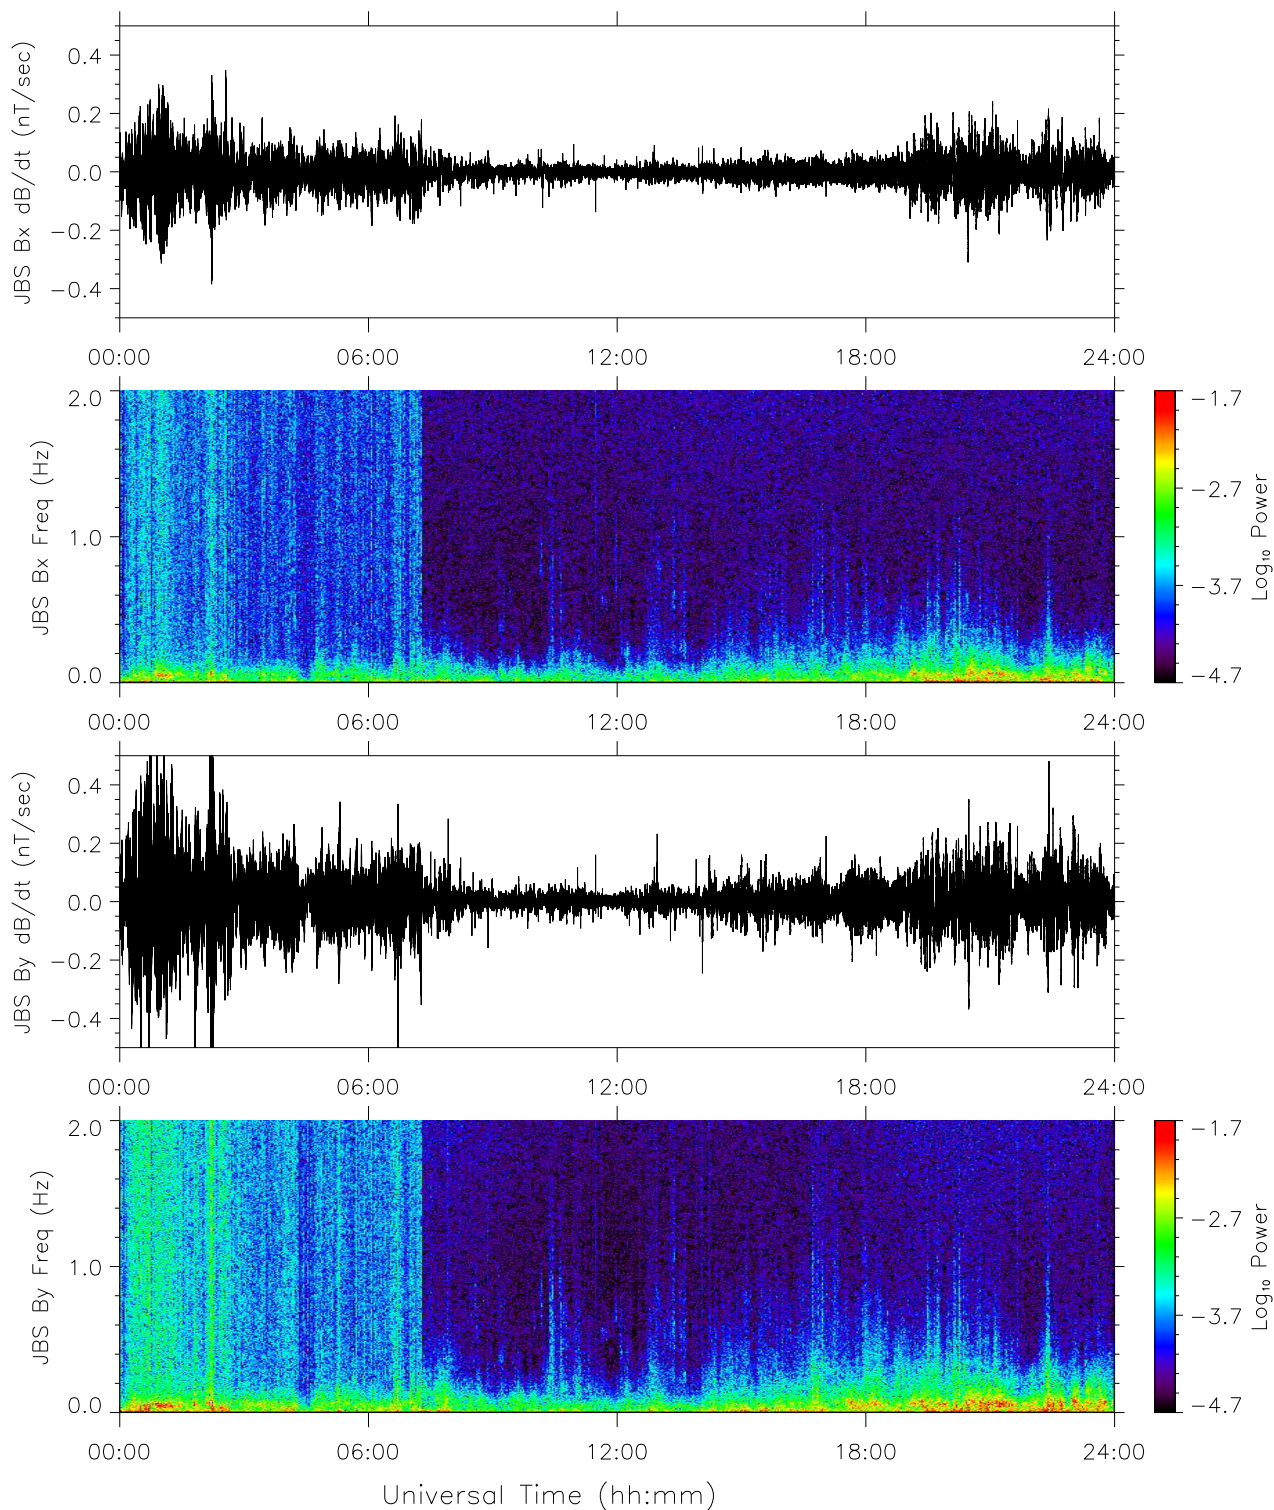 JBS Bx dB/dt (nT/sec)
0.4
0.2
0.0
−0.2
−0.4
00:00 06:00 12:00 18:00 24:00
JBS Bx Freq (Hz)
2.0
1.0
0.0
00:00 06:00 12:00 18:00 24:00
−1.7
−2.7
−3.7
−4.7
Log₁₀ Power
JBS By dB/dt (nT/sec)
0.4
0.2
0.0
−0.2
−0.4
00:00 06:00 12:00 18:00 24:00
JBS By Freq (Hz)
2.0
1.0
0.0
00:00 06:00 12:00 18:00 24:00
−1.7
−2.7
−3.7
−4.7
Log₁₀ Power
Universal Time (hh:mm)